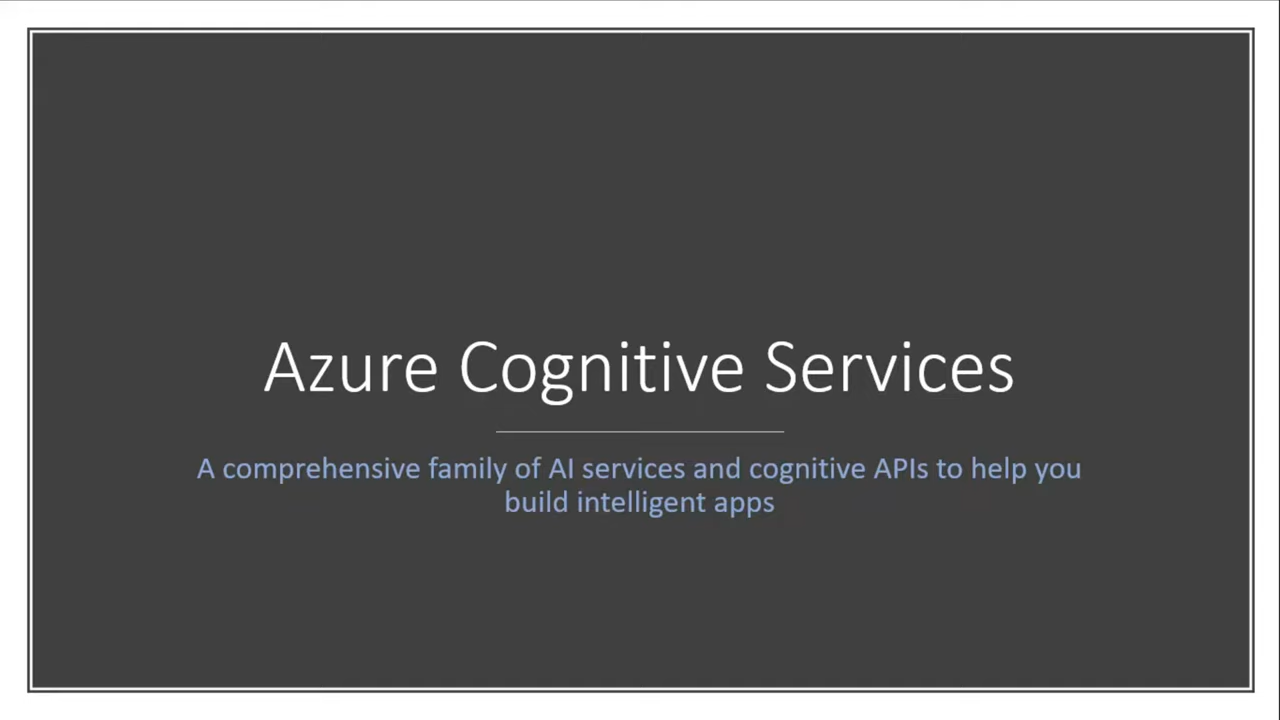 Azure Cognitive Services
A comprehensive family of AI services and cognitive APIs to help you
build intelligent apps